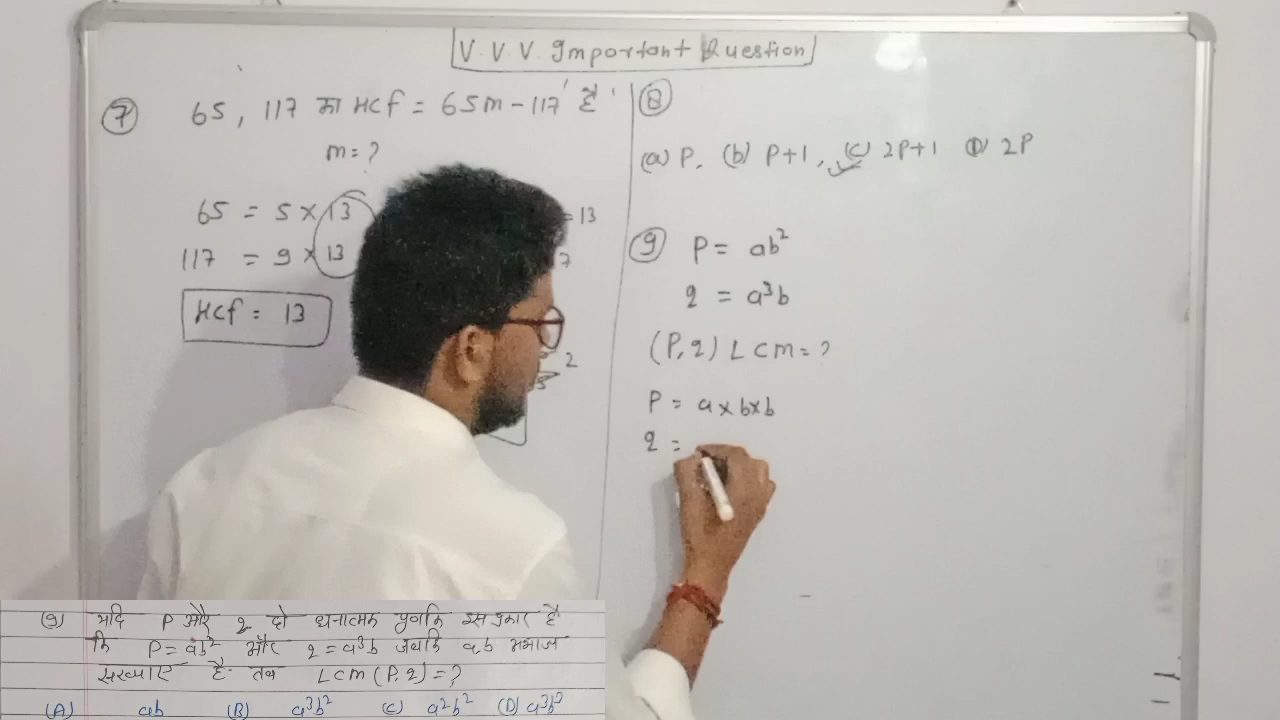 V.V.V. Important Question
(7) 65, 117 का HCf = 65m - 117 है
m = ?
65 = 5 × 13
117 = 9 × 13
HCf = 13
= 13
7
2
(8)
(a) P, (b) P+1, (c) 2P+1 (D) 2P
(9) P = ab²
q = a³b
(P, q) LCM = ?
P = a × b × b
q =
(9) यदि P और q दो धनात्मक पूर्णांक इस प्रकार है
कि P = ab² और q = a³b जबकि a, b अभाज्य
संख्याएं है तब LCM (P, q) = ?
(A) ab (B) a³b² (C) a²b² (D) a³b³